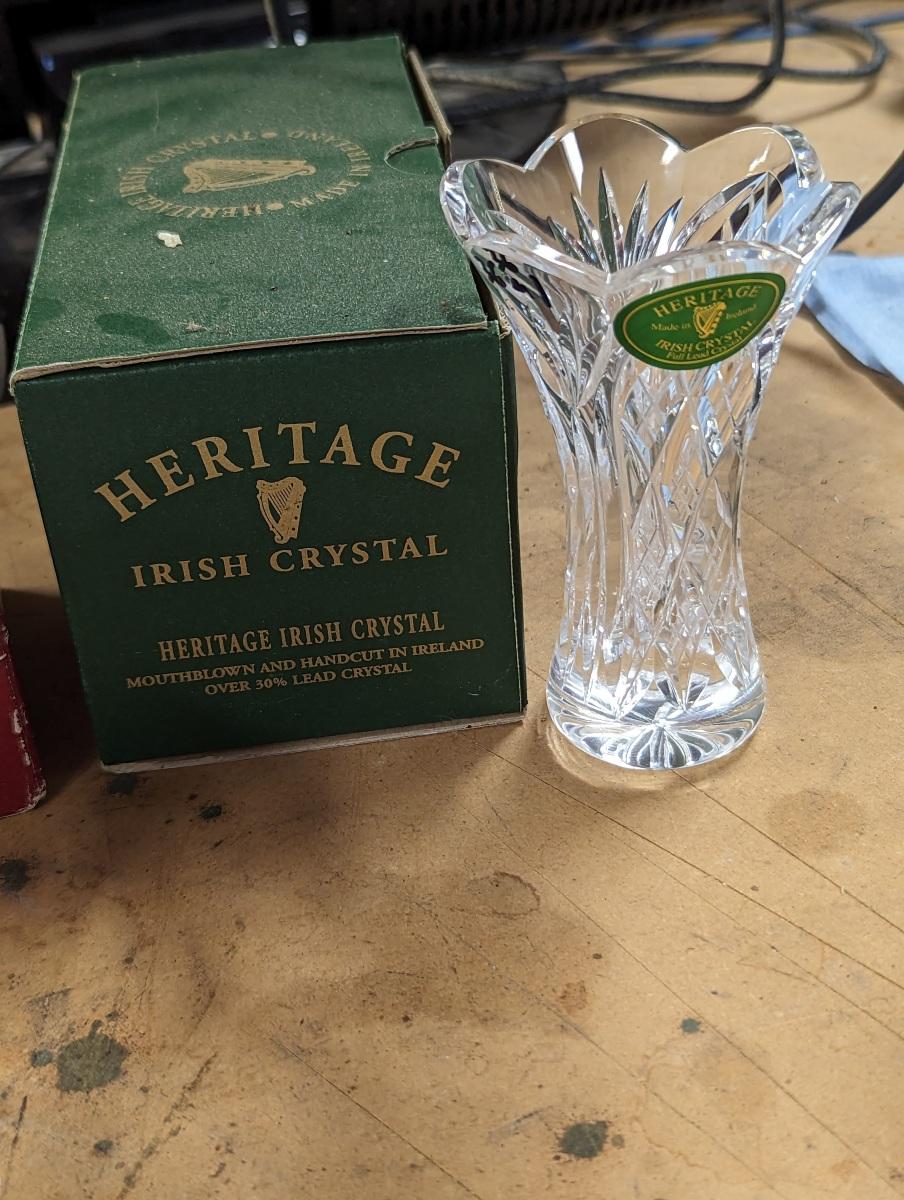 HERITAGE IRISH CRYSTAL • MADE IN IRELAND •
HERITAGE
IRISH CRYSTAL
HERITAGE IRISH CRYSTAL
MOUTHBLOWN AND HANDCUT IN IRELAND
OVER 30% LEAD CRYSTAL
HERITAGE
Made in Ireland
IRISH CRYSTAL
Full Lead Crystal